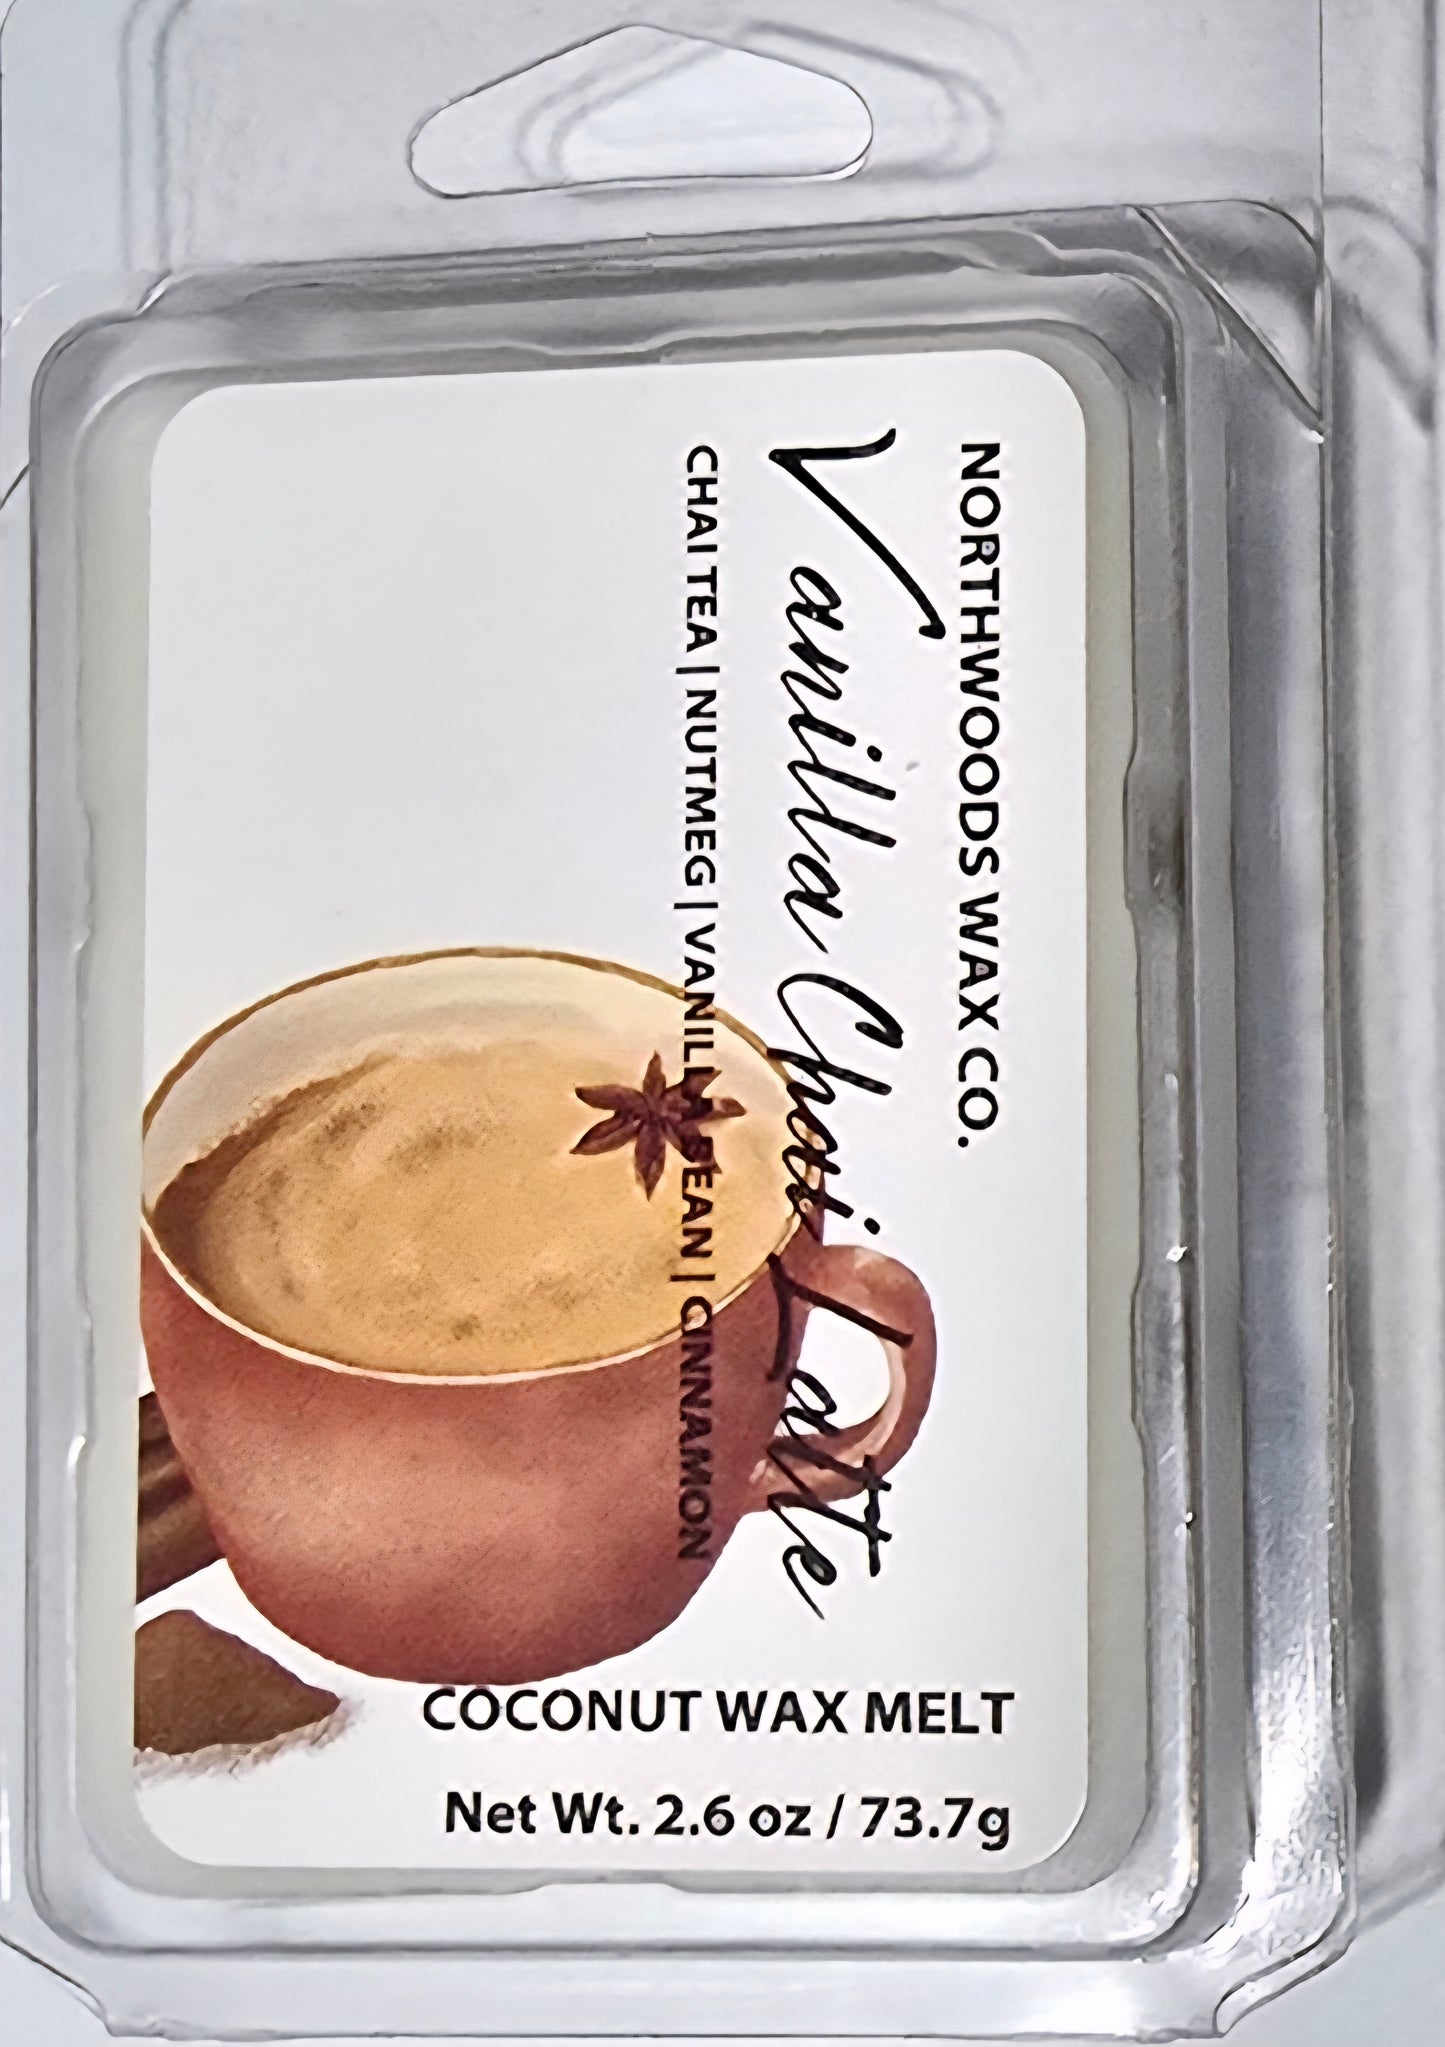 NORTHWOODS WAX CO.
Vanilla Chai Latte
CHAI TEA | NUTMEG | VANILLA BEAN | CINNAMON
COCONUT WAX MELT
Net Wt. 2.6 oz / 73.7g